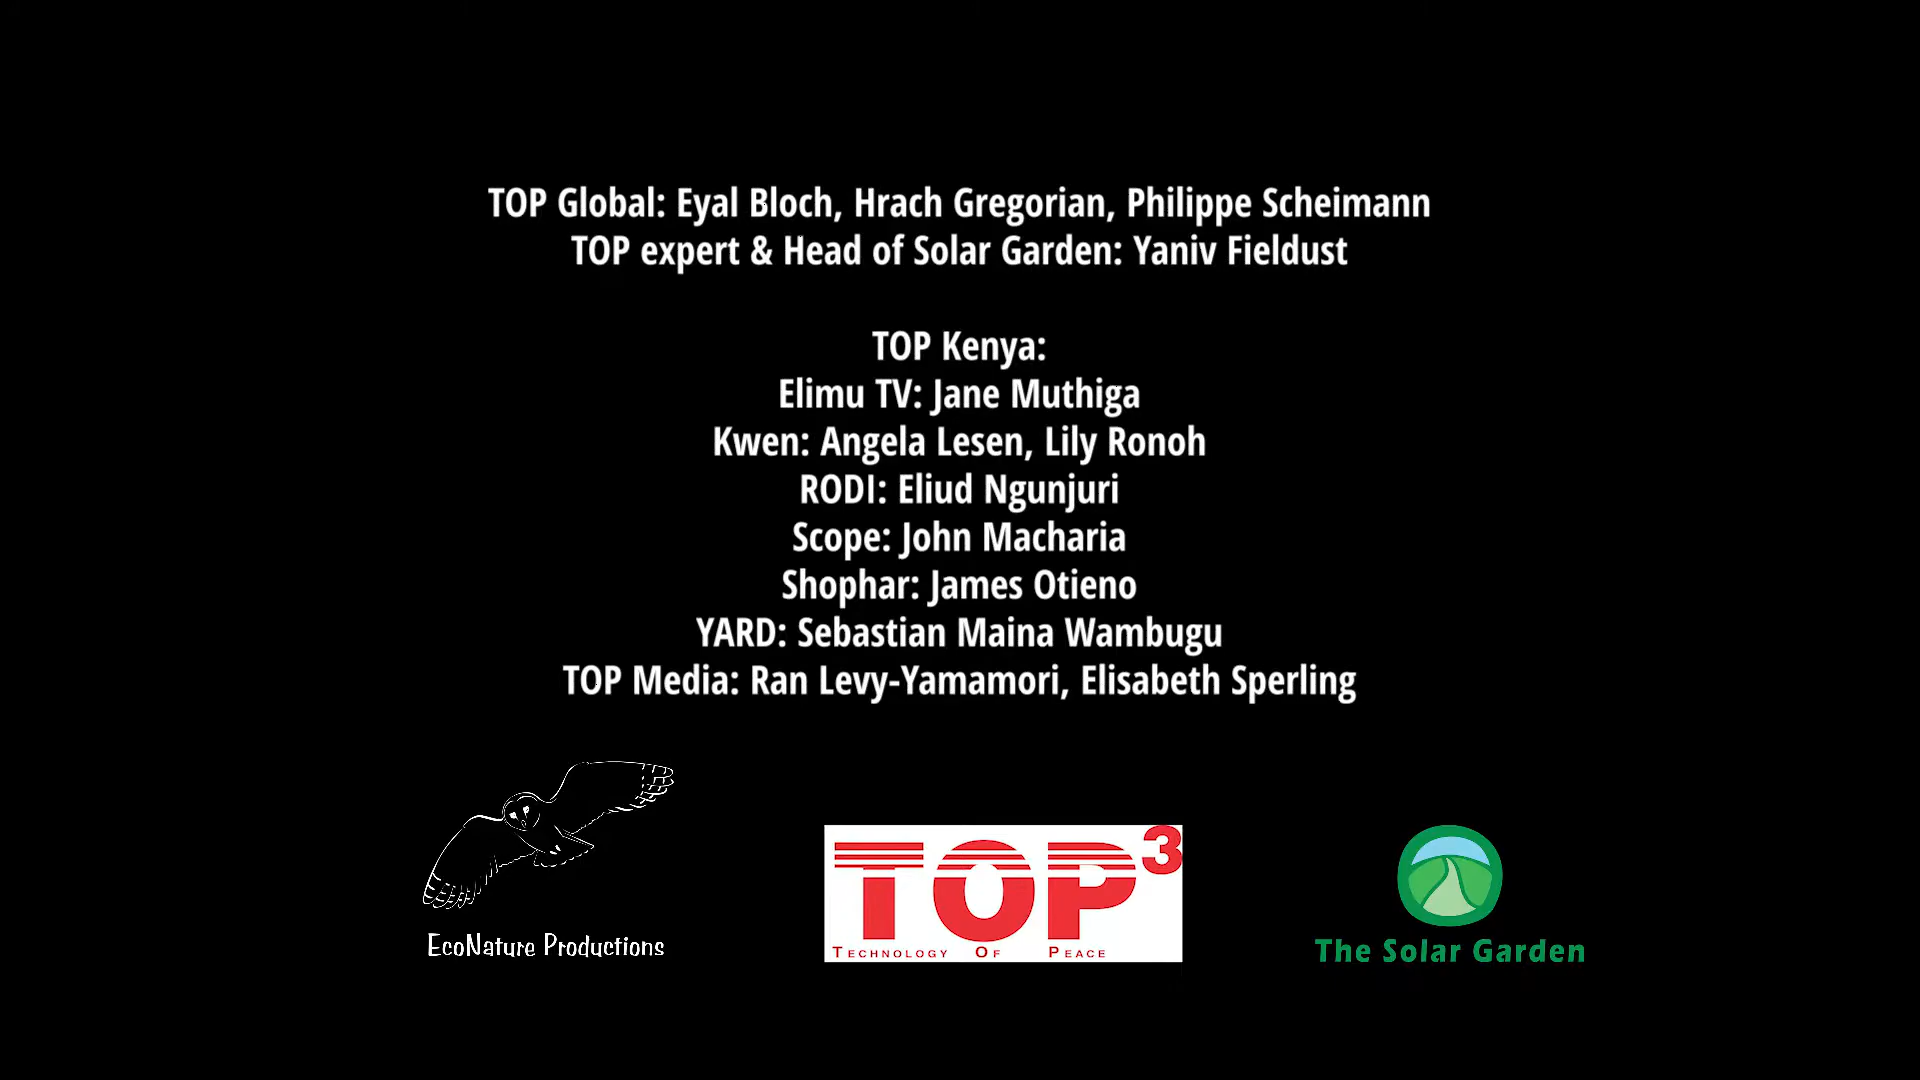 TOP Global: Eyal Bloch, Hrach Gregorian, Philippe Scheimann
TOP expert & Head of Solar Garden: Yaniv Fieldust
TOP Kenya:
Elimu TV: Jane Muthiga
Kwen: Angela Lesen, Lily Ronoh
RODI: Eliud Ngunjuri
Scope: John Macharia
Shophar: James Otieno
YARD: Sebastian Maina Wambugu
TOP Media: Ran Levy-Yamamori, Elisabeth Sperling
EcoNature Productions
TOP3
TECHNOLOGY OF PEACE
The Solar Garden